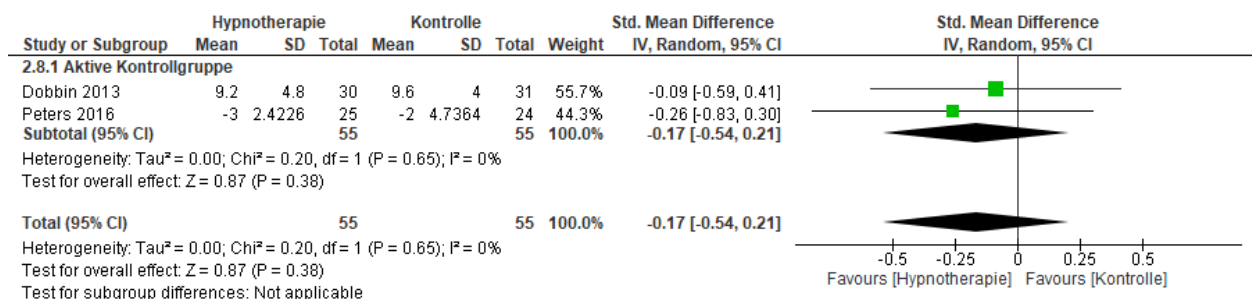 Hypnotherapie Kontrolle Std. Mean Difference Std. Mean Difference
Study or Subgroup Mean SD Total Mean SD Total Weight IV, Random, 95% CI IV, Random, 95% CI
2.8.1 Aktive Kontrollgruppe
Dobbin 2013 9.2 4.8 30 9.6 4 31 55.7% -0.09 [-0.59, 0.41]
Peters 2016 -3 2.4226 25 -2 4.7364 24 44.3% -0.26 [-0.83, 0.30]
Subtotal (95% CI) 55 55 100.0% -0.17 [-0.54, 0.21]
Heterogeneity: Tau² = 0.00; Chi² = 0.20, df = 1 (P = 0.65); I² = 0%
Test for overall effect: Z = 0.87 (P = 0.38)
Total (95% CI) 55 55 100.0% -0.17 [-0.54, 0.21]
Heterogeneity: Tau² = 0.00; Chi² = 0.20, df = 1 (P = 0.65); I² = 0%
Test for overall effect: Z = 0.87 (P = 0.38)
Test for subgroup differences: Not applicable
-0.5 -0.25 0 0.25 0.5
Favours [Hypnotherapie] Favours [Kontrolle]